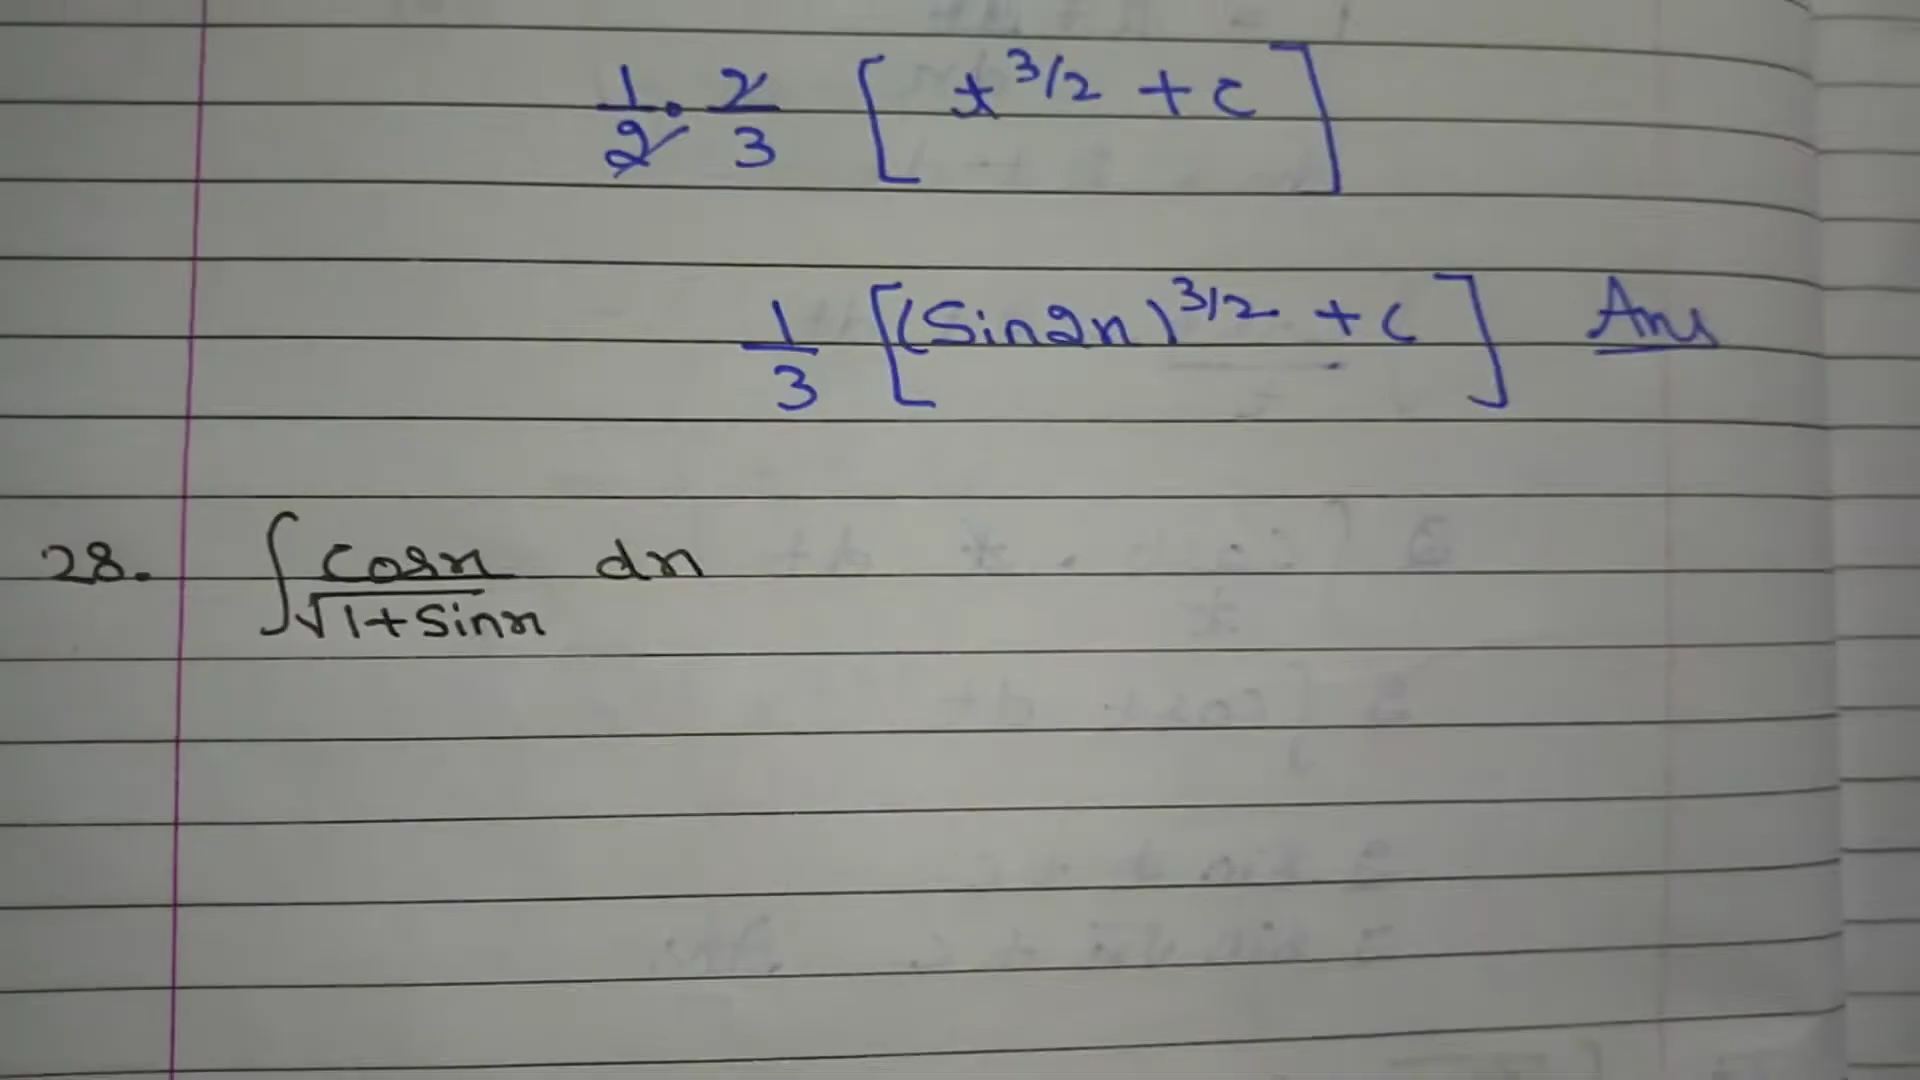 1/2 · 2/3 [ t^3/2 + c ]
1/3 [ (Sin2x)^3/2 + c ] Ans
28. ∫ cosx / √1+Sinx dx